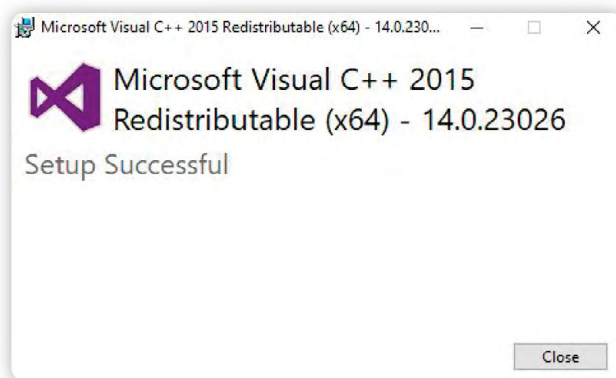 Microsoft Visual C++ 2015 Redistributable (x64) - 14.0.230...
Microsoft Visual C++ 2015
Redistributable (x64) - 14.0.23026
Setup Successful
Close